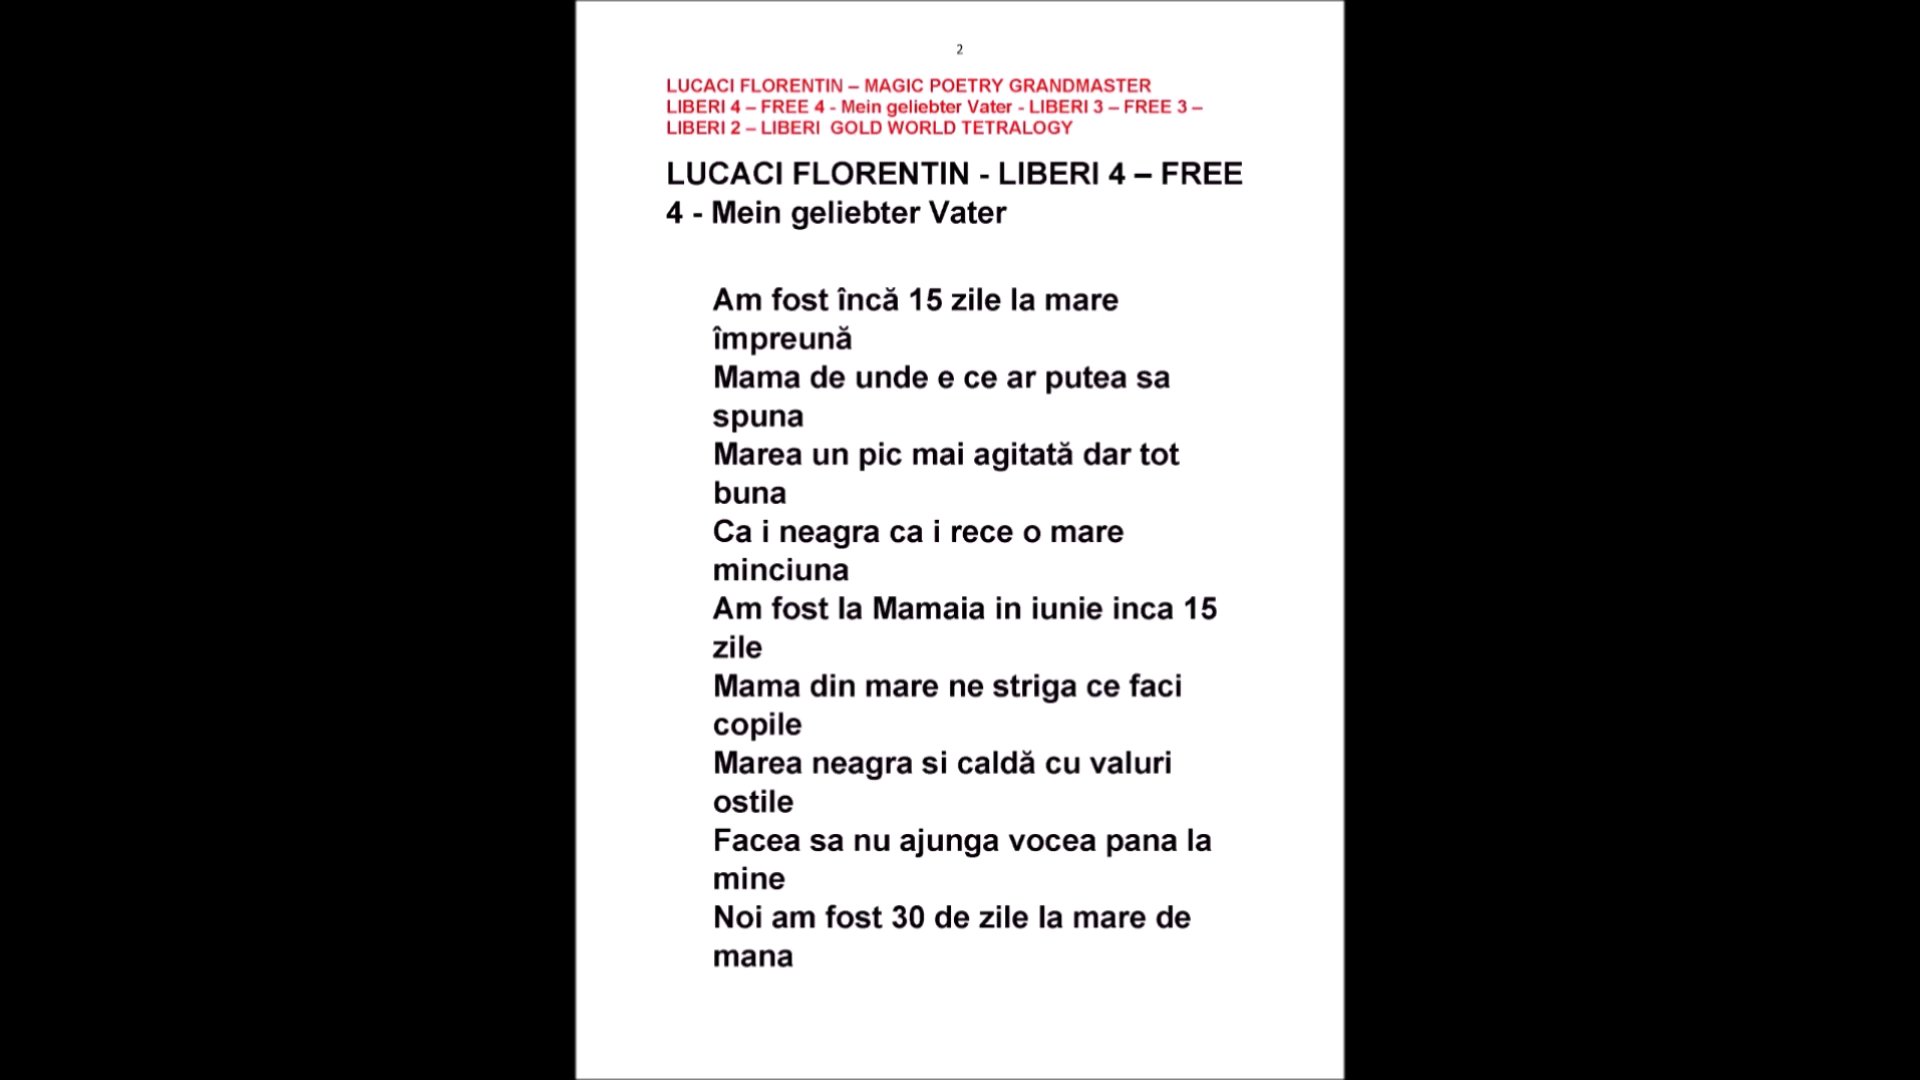 2
LUCACI FLORENTIN – MAGIC POETRY GRANDMASTER
LIBERI 4 – FREE 4 - Mein geliebter Vater - LIBERI 3 – FREE 3 –
LIBERI 2 – LIBERI  GOLD WORLD TETRALOGY
LUCACI FLORENTIN - LIBERI 4 – FREE
4 - Mein geliebter Vater
Am fost încă 15 zile la mare
împreună
Mama de unde e ce ar putea sa
spuna
Marea un pic mai agitată dar tot
buna
Ca i neagra ca i rece o mare
minciuna
Am fost la Mamaia in iunie inca 15
zile
Mama din mare ne striga ce faci
copile
Marea neagra si caldă cu valuri
ostile
Facea sa nu ajunga vocea pana la
mine
Noi am fost 30 de zile la mare de
mana